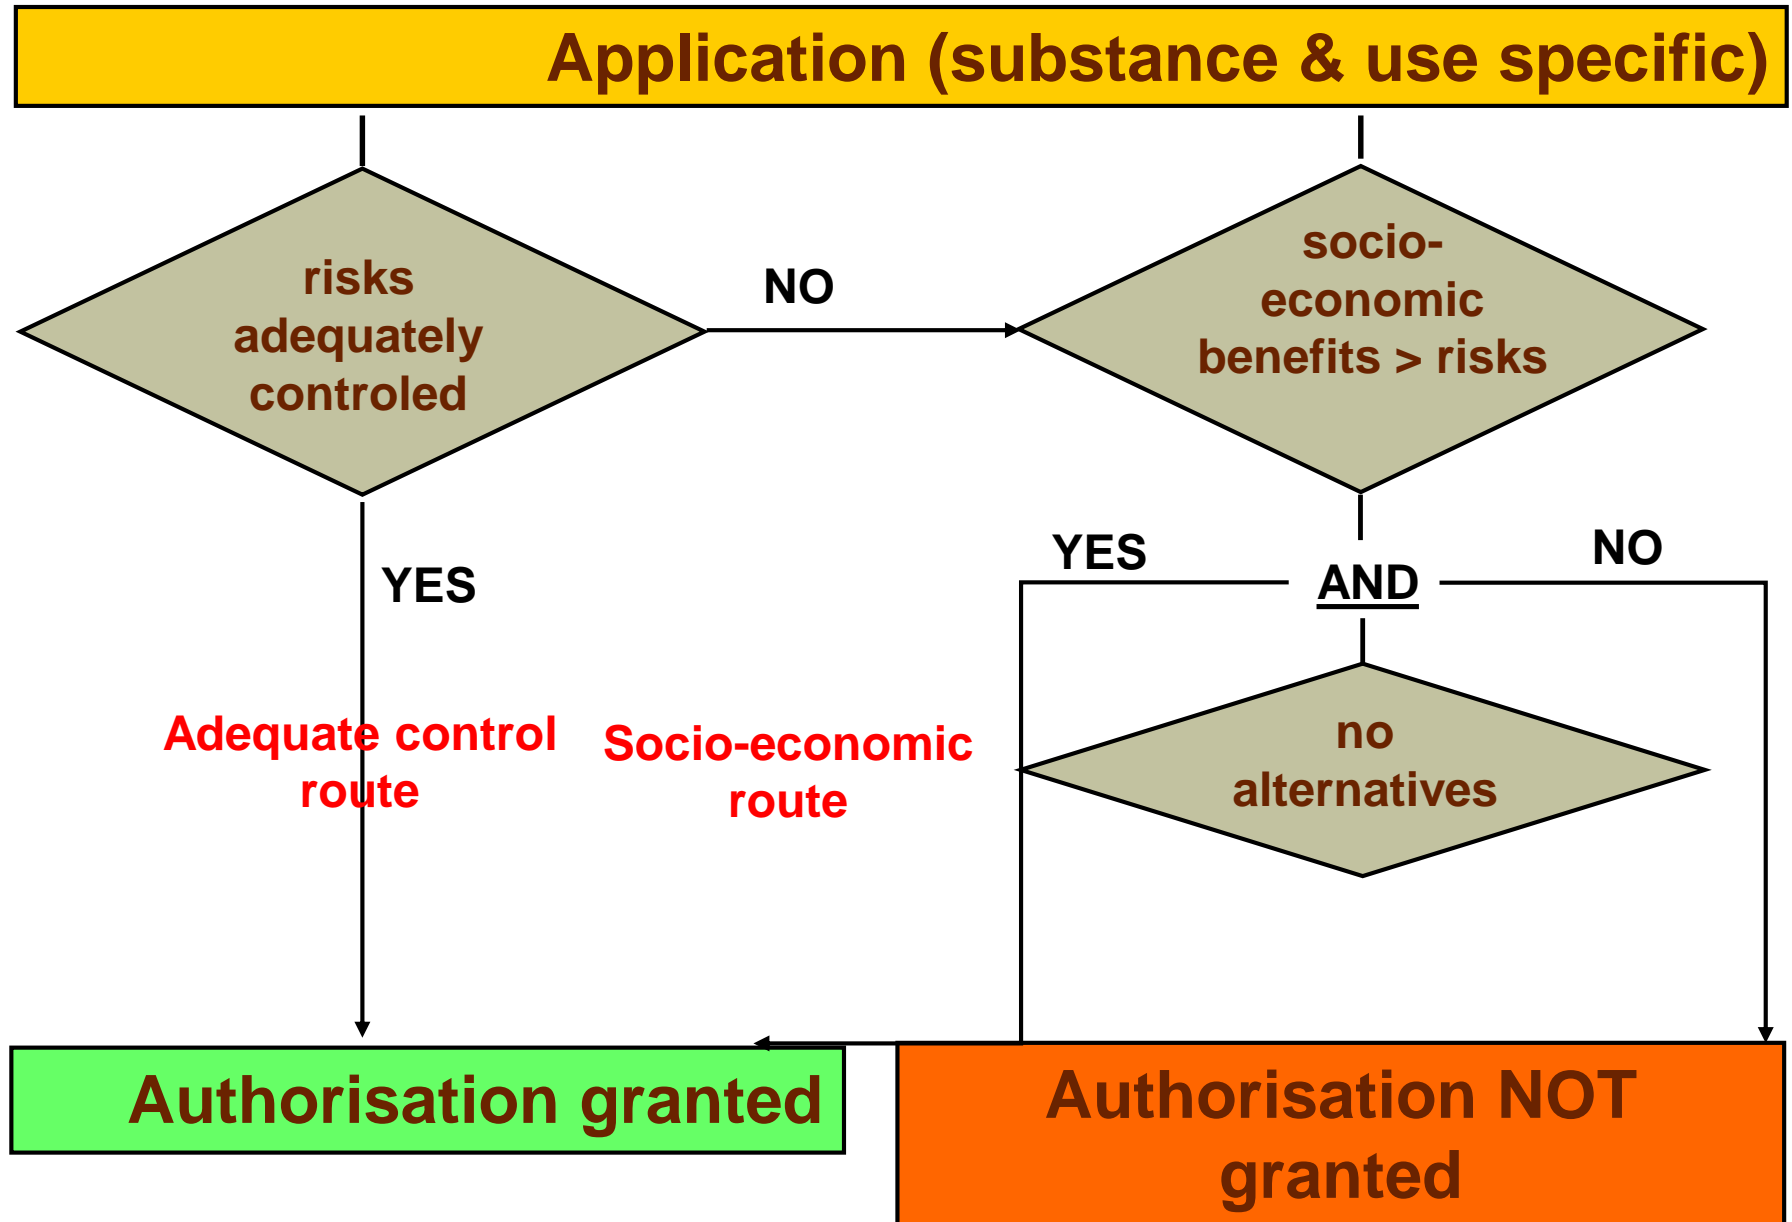 Application (substance & use specific)
risks
adequately
controled
NO
socio-
economic
benefits > risks
YES
YES
AND
NO
Adequate control
route
Socio-economic
route
no
alternatives
Authorisation granted
Authorisation NOT
granted